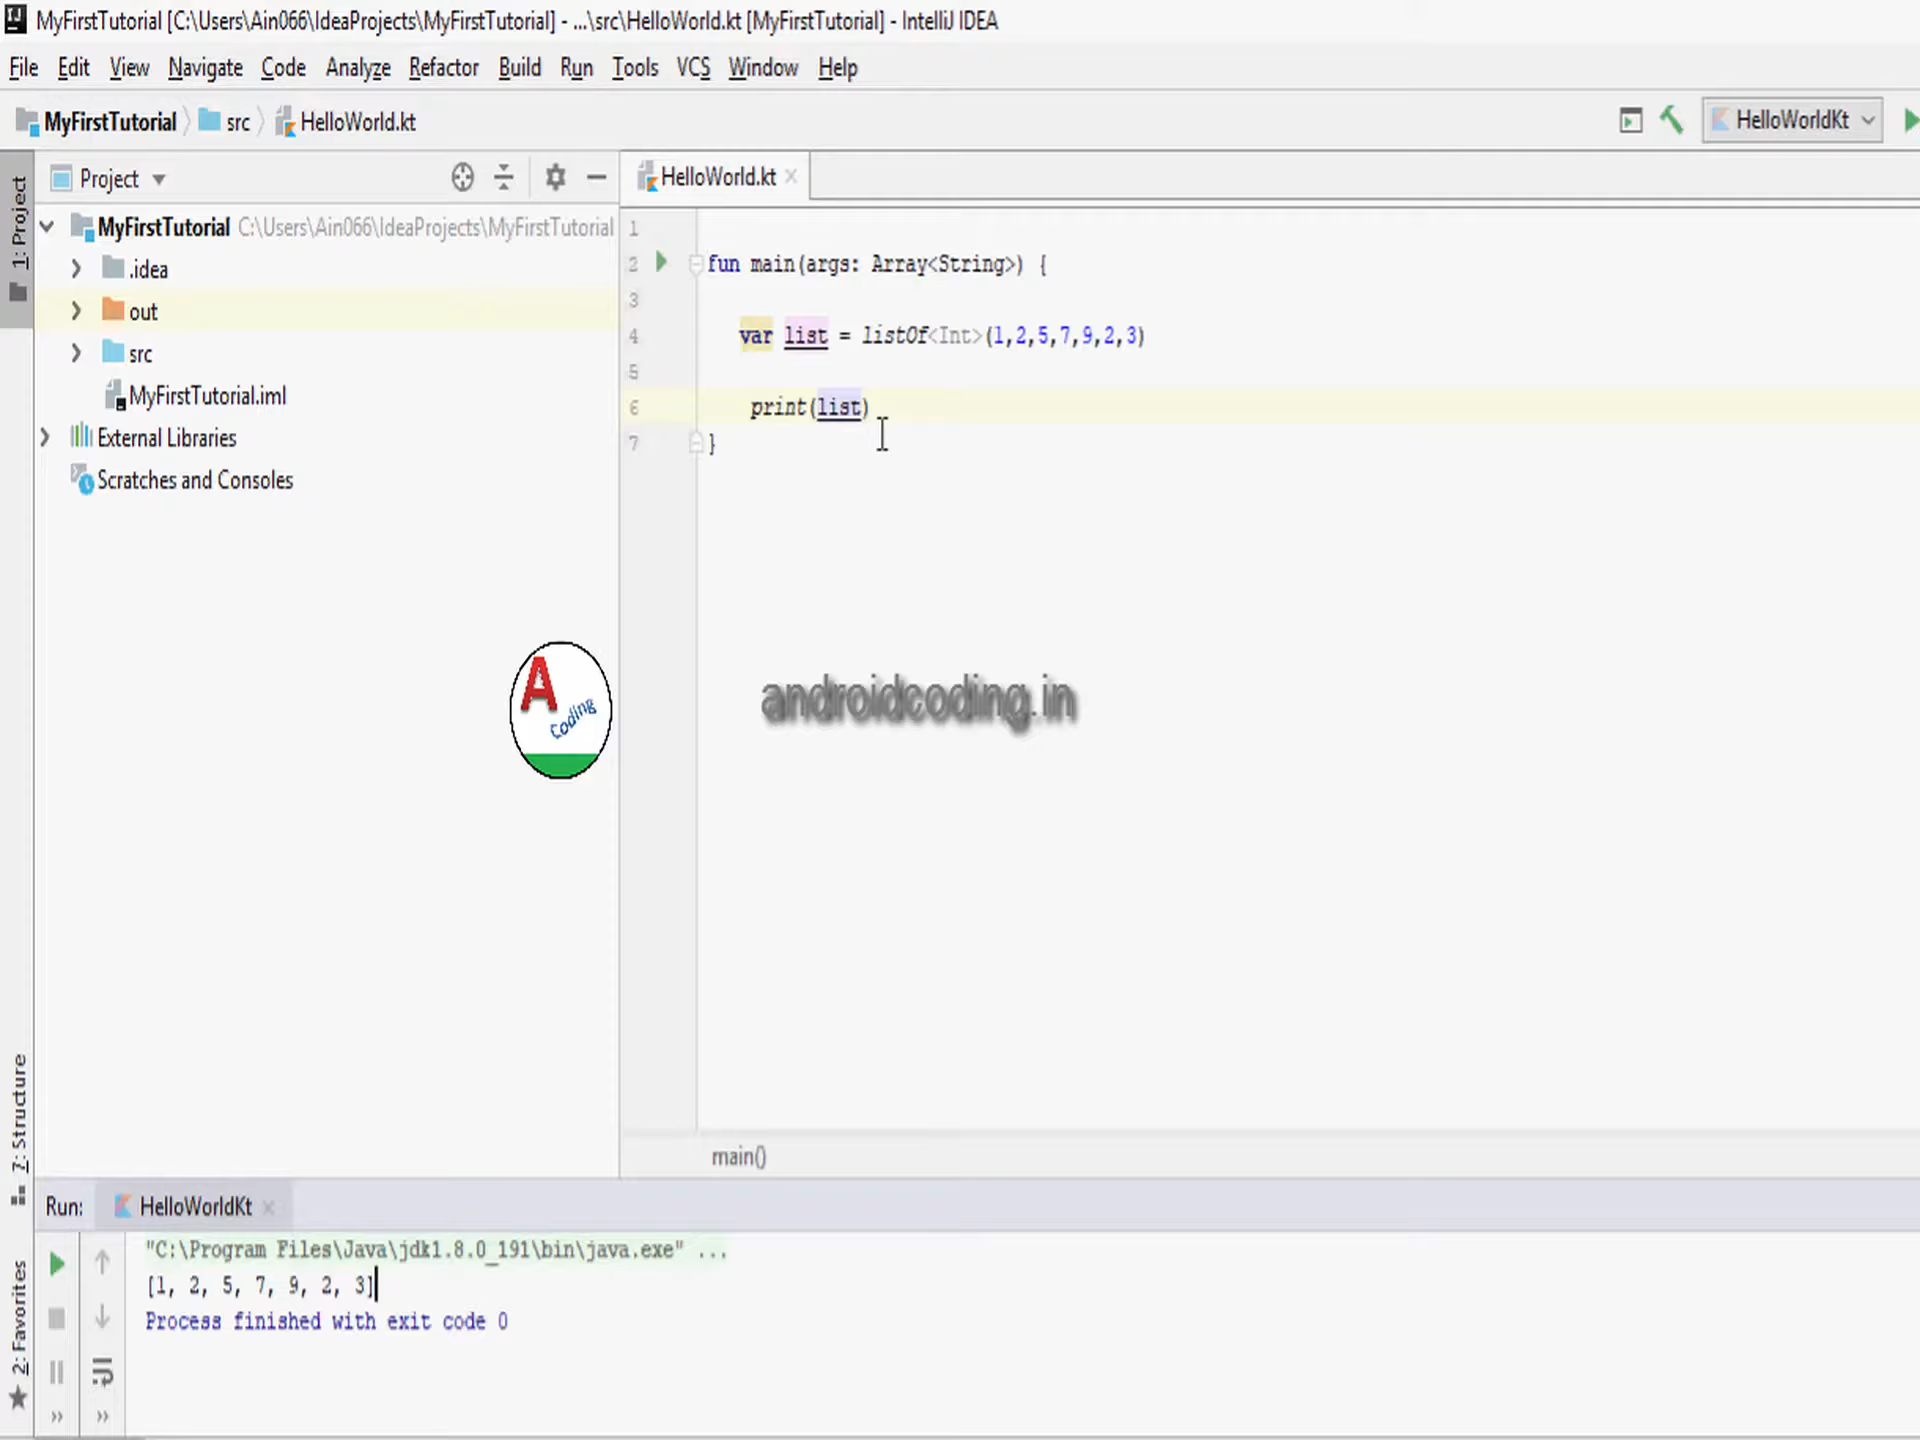 MyFirstTutorial [C:\Users\Ain066\IdeaProjects\MyFirstTutorial] - ...\src\HelloWorld.kt [MyFirstTutorial] - IntelliJ IDEA
File Edit View Navigate Code Analyze Refactor Build Run Tools VCS Window Help
MyFirstTutorial src HelloWorld.kt
HelloWorldKt
1: Project
Project
MyFirstTutorial C:\Users\Ain066\IdeaProjects\MyFirstTutorial
.idea
out
src
MyFirstTutorial.iml
External Libraries
Scratches and Consoles
HelloWorld.kt
1
2 fun main(args: Array<String>) {
3
4 var list = listOf<Int>(1,2,5,7,9,2,3)
5
6 print(list)
7 }
A
Coding
androidcoding.in
main()
7: Structure
2: Favorites
Run: HelloWorldKt
"C:\Program Files\Java\jdk1.8.0_191\bin\java.exe" ...
[1, 2, 5, 7, 9, 2, 3]
Process finished with exit code 0